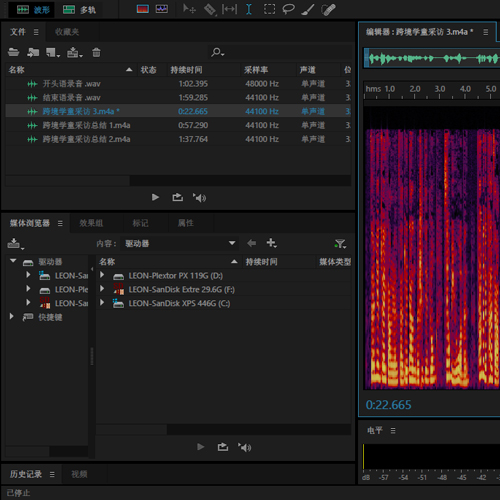 波形 多轨
文件 ≡ 收藏夹
名称 状态 持续时间 采样率 声道 位
开头语录音 .wav 1:02.395 48000 Hz 单声道 3
结束语录音 .wav 1:59.285 44100 Hz 单声道 3
跨境学童采访 3.m4a * 0:22.665 44100 Hz 单声道 3
跨境学童采访总结 1.m4a 0:57.290 44100 Hz 单声道 3
跨境学童采访总结 2.m4a 1:37.764 44100 Hz 单声道 3
编辑器 : 跨境学童采访 3.m4a * ≡
hms 1.0 2.0 3.0 4.0 5.0
0:22.665
媒体浏览器 ≡ 效果组 标记 属性
内容 : 驱动器
驱动器
LEON-SanD
LEON-Plex
LEON-SanD
快捷键
名称 持续时间 媒体类型
LEON-Plextor PX 119G (D:)
LEON-SanDisk Extre 29.6G (F:)
LEON-SanDisk XPS 446G (C:)
电平 ≡
dB -57 -54 -51 -48 -45 -42
历史记录 ≡ 视频
已停止